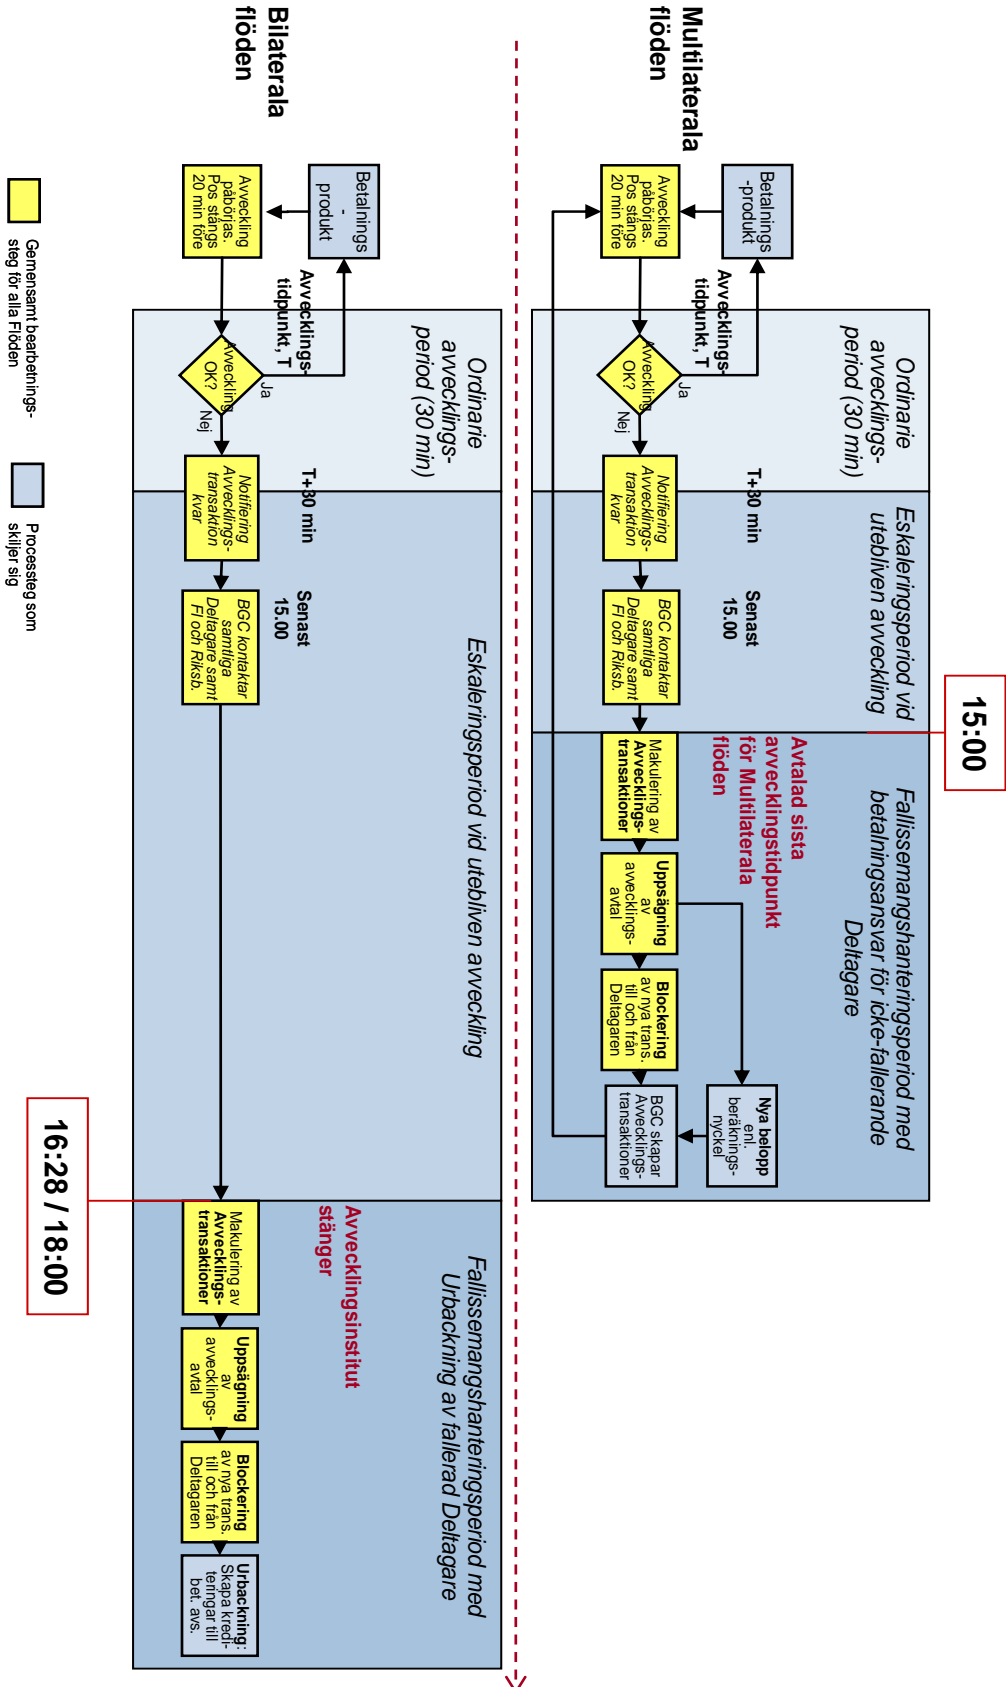 15:00
Multilaterala
flöden
Ordinarie
avvecklings-
period (30 min)
Eskaleringsperiod vid
utebliven avveckling
Fallissemangshanteringsperiod med
betalningsansvar för icke-fallerande
Deltagare
Betalnings
-produkt
Avvecklings-
tidpunkt, T
T+30 min
Senast
15.00
Avtalad sista
avvecklingstidpunkt
för Multilaterala
flöden
Nya belopp
enl.
beräknings-
nyckel
Avveckling
påbörjas.
Pos stängs
20 min före
Avveckling
OK?
Ja
Nej
Notifiering
Avvecklings-
transaktion
kvar
BGC kontaktar
samtliga
Deltagare samt
FI och Riksb.
Makulering av
Avvecklings-
transaktioner
Uppsägning
av
avvecklings-
avtal
Blockering
av nya trans.
till och från
Deltagaren
BGC skapar
Avvecklings-
transaktioner
Bilaterala
flöden
Ordinarie
avvecklings-
period (30 min)
Eskaleringsperiod vid utebliven avveckling
Fallissemangshanteringsperiod med
Urbackning av fallerad Deltagare
Betalnings
-
produkt
Avvecklings-
tidpunkt, T
T+30 min
Senast
15.00
Avvecklingsinstitut
stänger
Avveckling
påbörjas.
Pos stängs
20 min före
Avveckling
OK?
Ja
Nej
Notifiering
Avvecklings-
transaktion
kvar
BGC kontaktar
samtliga
Deltagare samt
FI och Riksb.
Makulering av
Avvecklings-
transaktioner
Uppsägning
av
avvecklings-
avtal
Blockering
av nya trans.
till och från
Deltagaren
Urbackning:
Skapa kredi-
teringar till
bet. avs.
16:28 / 18:00
Gemensamt bearbetnings-
steg för alla Flöden
Processteg som
skiljer sig